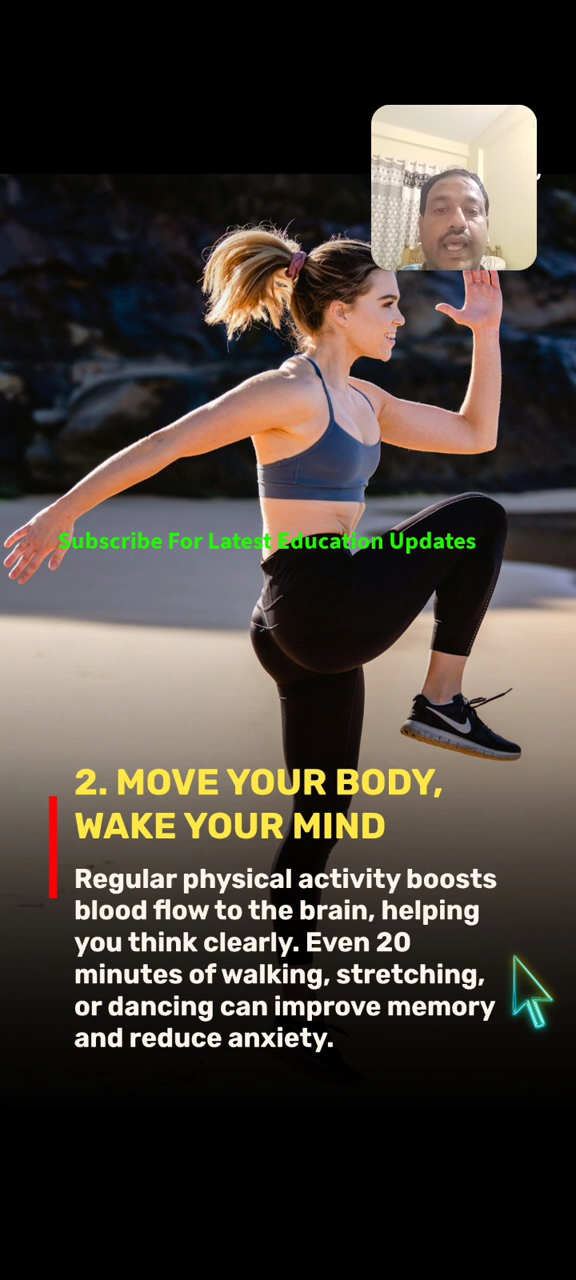 Subscribe For Latest Education Updates
2. MOVE YOUR BODY,
WAKE YOUR MIND
Regular physical activity boosts
blood flow to the brain, helping
you think clearly. Even 20
minutes of walking, stretching,
or dancing can improve memory
and reduce anxiety.